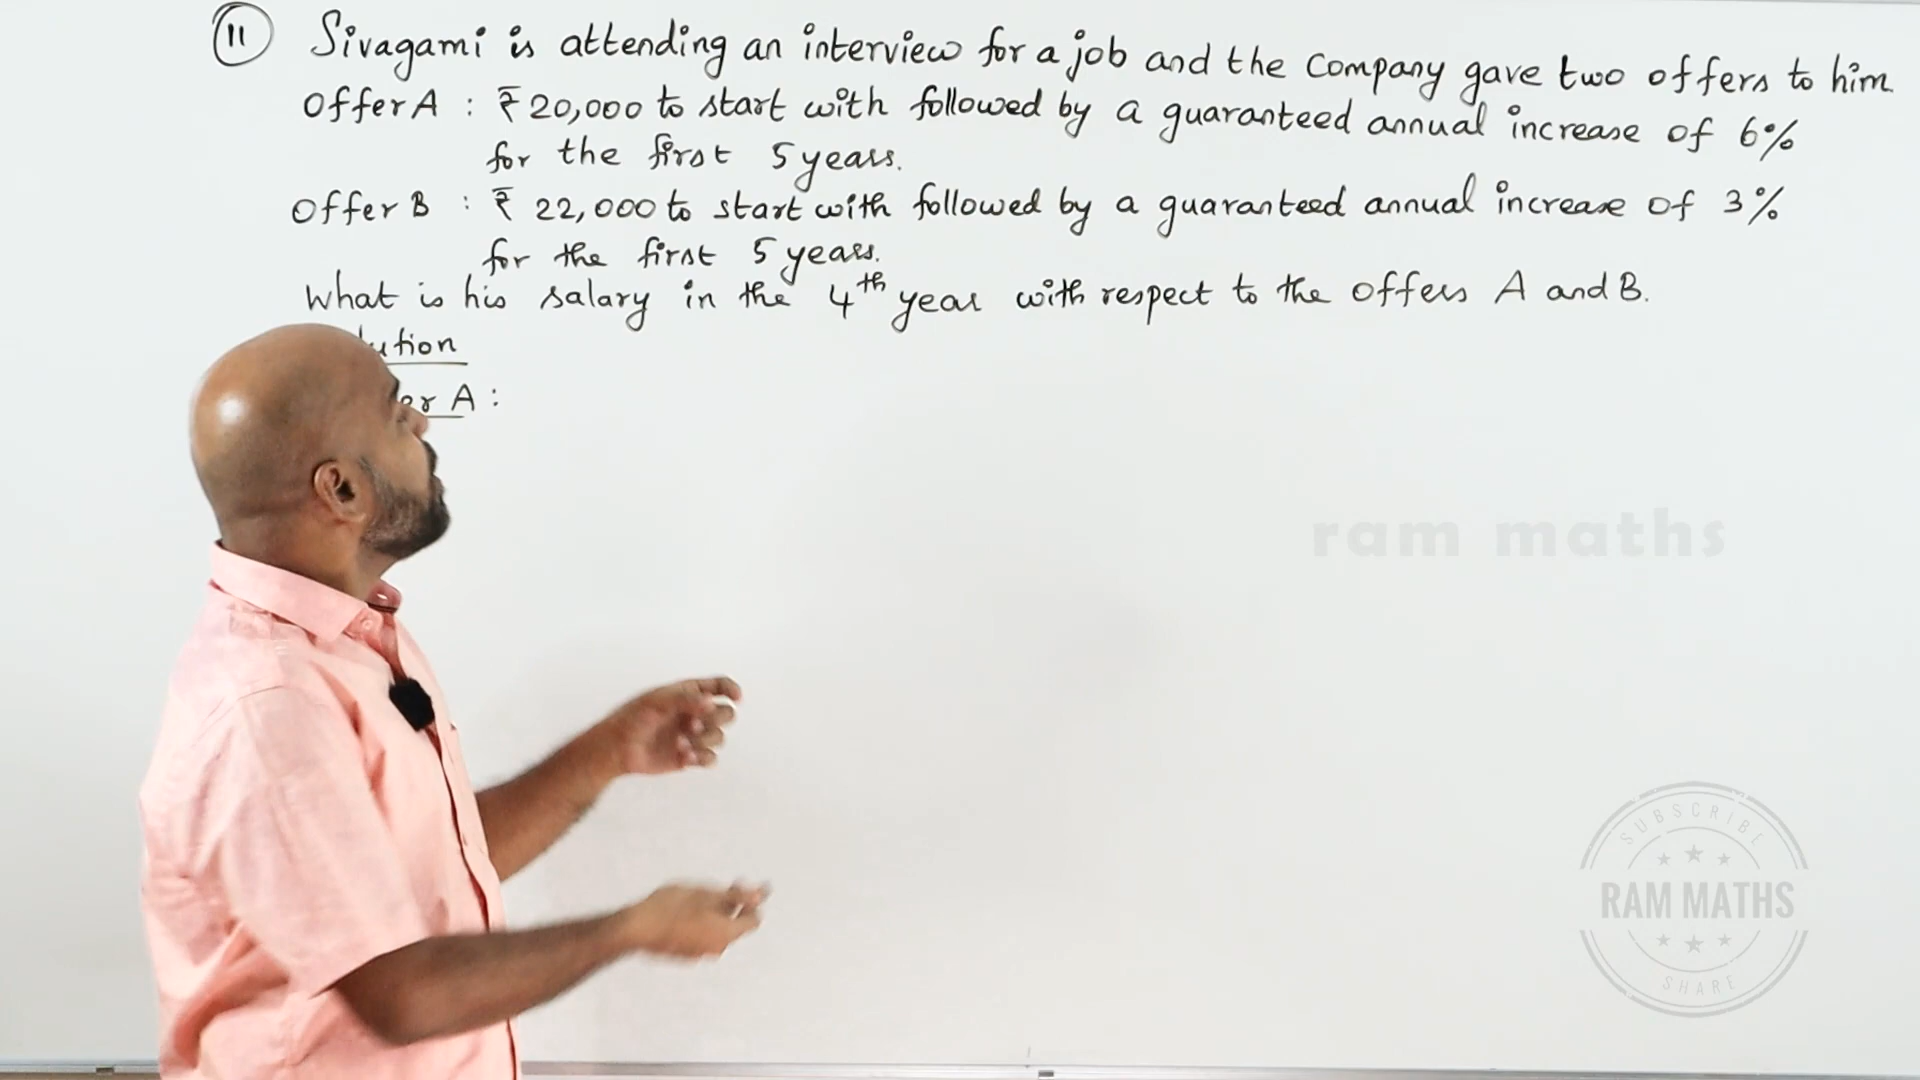 11 Sivagami is attending an interview for a job and the company gave two offers to him.
Offer A : ₹ 20,000 to start with followed by a guaranteed annual increase of 6%
for the first 5 years.
Offer B : ₹ 22,000 to start with followed by a guaranteed annual increase of 3%
for the first 5 years.
What is his salary in the 4th year with respect to the offers A and B.
ution
er A :
ram maths
SUBSCRIBE
RAM MATHS
SHARE